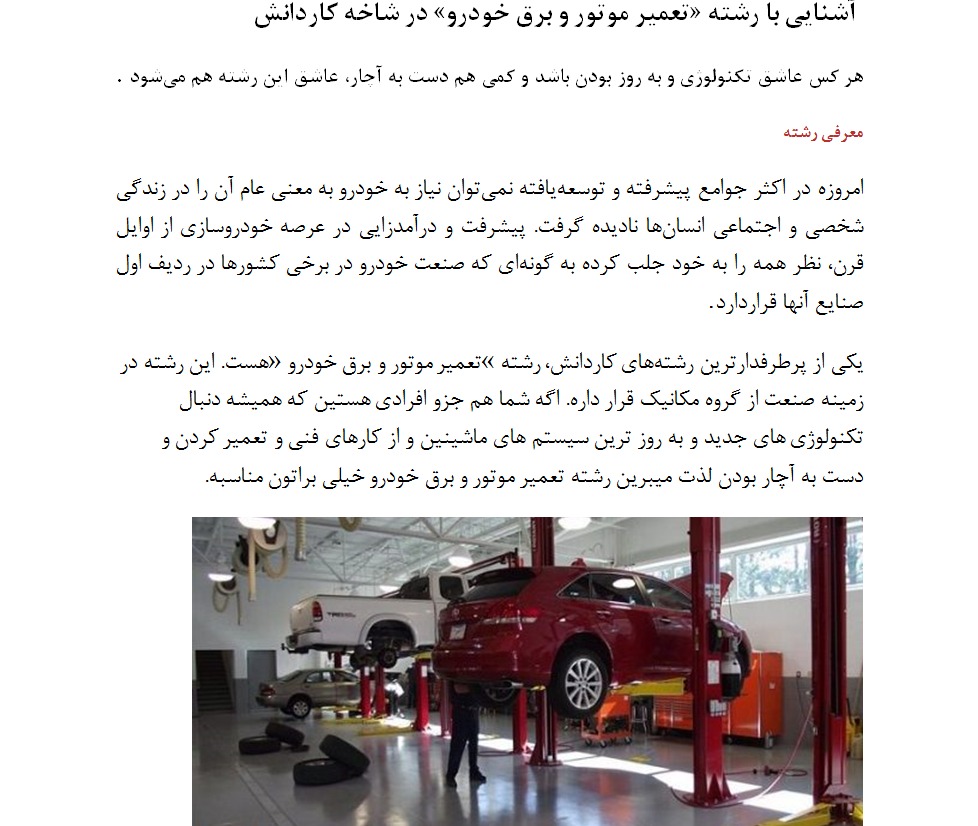 آشنایی با رشته «تعمیر موتور و برق خودرو» در شاخه کاردانش
هر کس عاشق تکنولوژی و به روز بودن باشد و کمی هم دست به آچار، عاشق این رشته هم می‌شود .
معرفی رشته
امروزه در اکثر جوامع پیشرفته و توسعه‌یافته نمی‌توان نیاز به خودرو به معنی عام آن را در زندگی
شخصی و اجتماعی انسان‌ها نادیده گرفت. پیشرفت و درآمدزایی در عرصه خودروسازی از اوایل
قرن، نظر همه را به خود جلب کرده به گونه‌ای که صنعت خودرو در برخی کشورها در ردیف اول
صنایع آنها قراردارد.
یکی از پرطرفدارترین رشته‌های کاردانش، رشته »تعمیر موتور و برق خودرو «هست. این رشته در
زمینه صنعت از گروه مکانیک قرار داره. اگه شما هم جزو افرادی هستین که همیشه دنبال
تکنولوژی های جدید و به روز ترین سیستم های ماشینین و از کارهای فنی و تعمیر کردن و
دست به آچار بودن لذت میبرین رشته تعمیر موتور و برق خودرو خیلی براتون مناسبه.